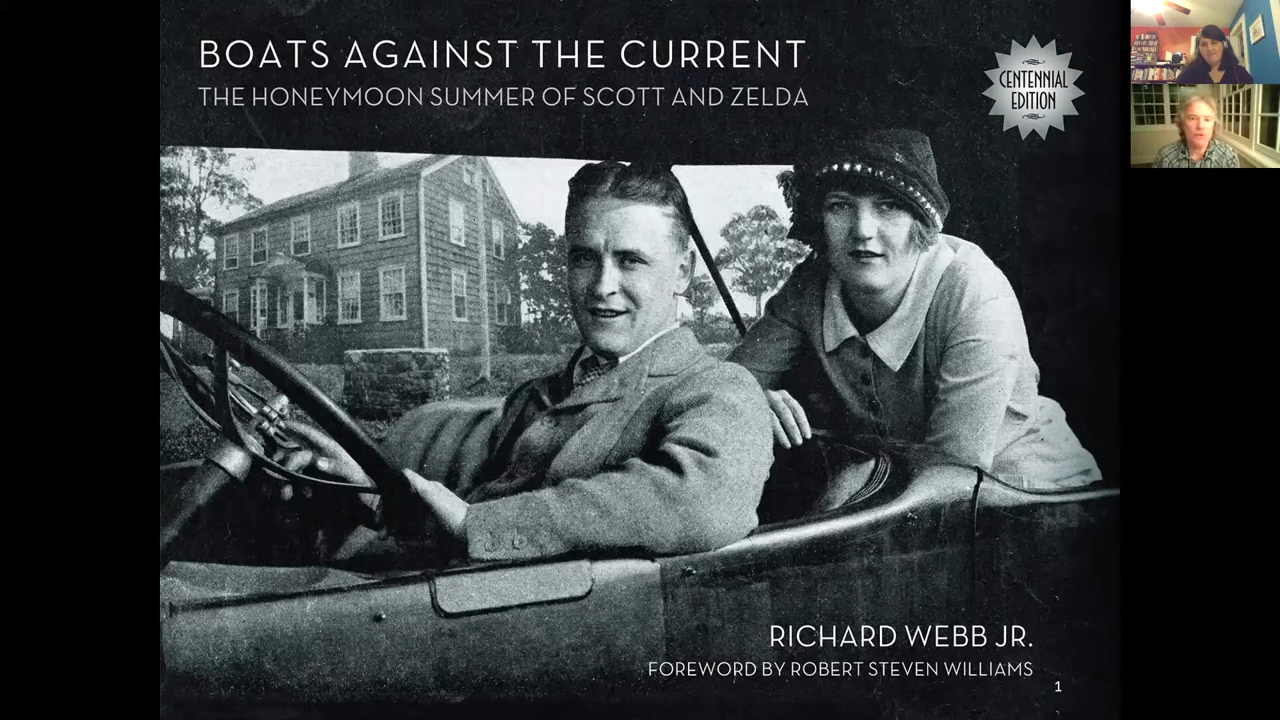 BOATS AGAINST THE CURRENT
THE HONEYMOON SUMMER OF SCOTT AND ZELDA
CENTENNIAL
EDITION
RICHARD WEBB JR.
FOREWORD BY ROBERT STEVEN WILLIAMS
1